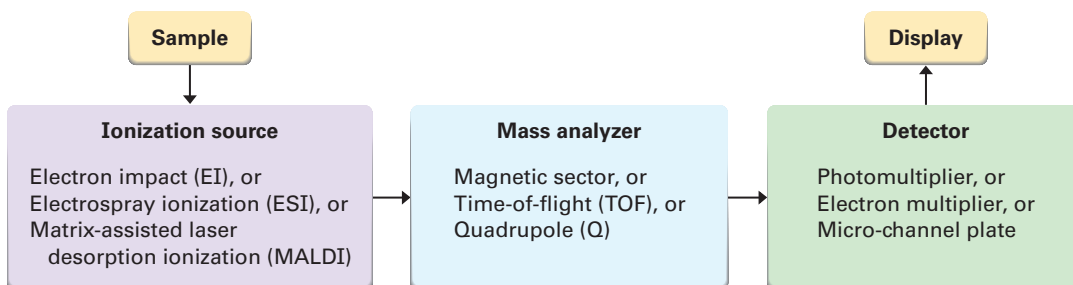 Sample
Display
Ionization source
Electron impact (EI), or
Electrospray ionization (ESI), or
Matrix-assisted laser
desorption ionization (MALDI)
Mass analyzer
Magnetic sector, or
Time-of-flight (TOF), or
Quadrupole (Q)
Detector
Photomultiplier, or
Electron multiplier, or
Micro-channel plate